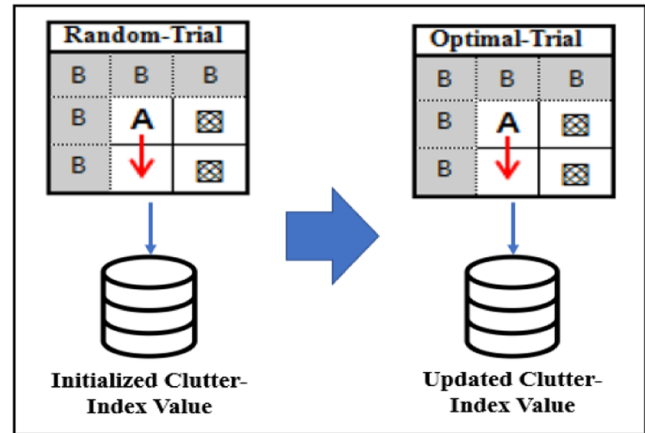 Random-Trial
B B B
B A
B
Initialized Clutter-
Index Value
Optimal-Trial
B B B
B A
B
Updated Clutter-
Index Value